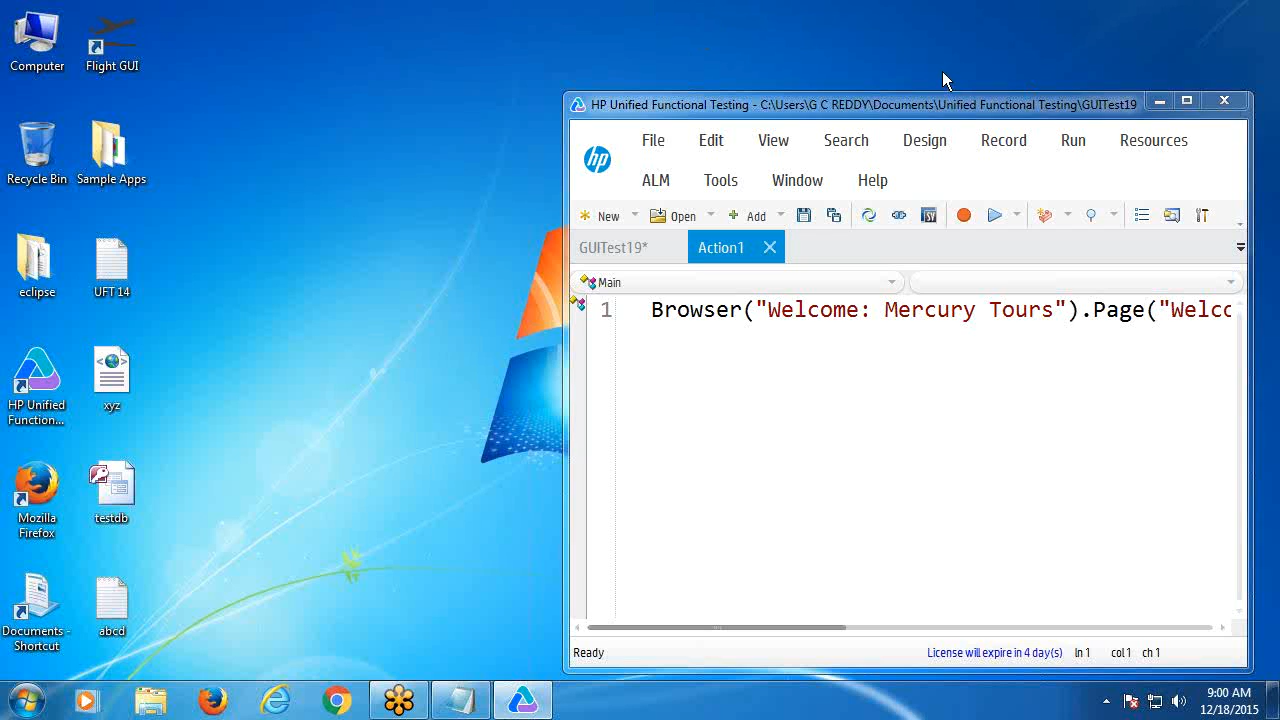 Computer
Flight GUI
Recycle Bin
Sample Apps
eclipse
UFT 14
HP Unified
Function...
xyz
Mozilla
Firefox
testdb
Documents -
Shortcut
abcd
HP Unified Functional Testing - C:\Users\G C REDDY\Documents\Unified Functional Testing\GUITest19
hp
File Edit View Search Design Record Run Resources
ALM Tools Window Help
New Open Add SV
GUITest19* Action1
Main
1 Browser("Welcome: Mercury Tours").Page("Welcc
Ready License will expire in 4 day(s) ln 1 col 1 ch 1
9:00 AM
12/18/2015